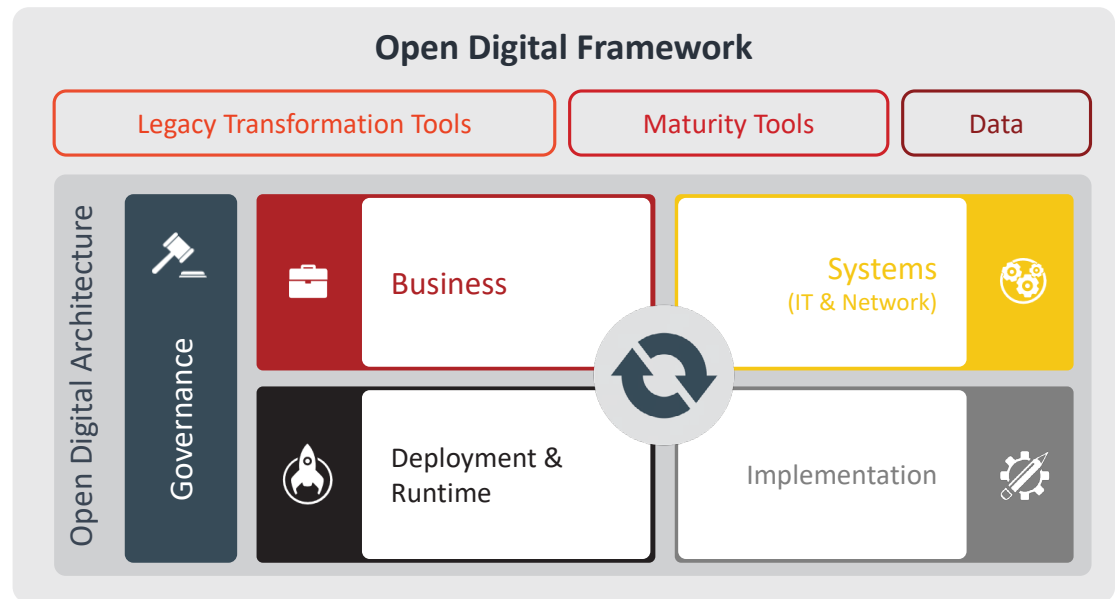 Open Digital Framework
Legacy Transformation Tools
Maturity Tools
Data
Open Digital Architecture
Governance
Business
Systems
(IT & Network)
Deployment &
Runtime
Implementation